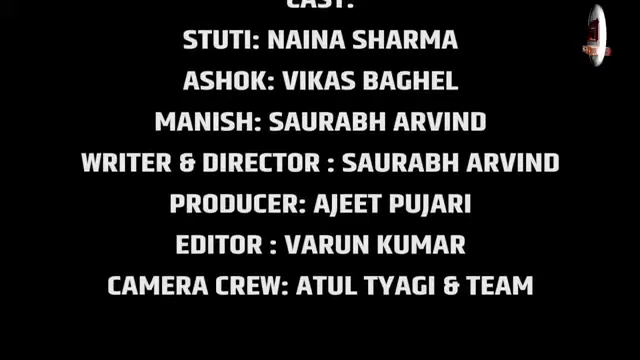 CAST:
STUTI: NAINA SHARMA
ASHOK: VIKAS BAGHEL
MANISH: SAURABH ARVIND
WRITER & DIRECTOR : SAURABH ARVIND
PRODUCER: AJEET PUJARI
EDITOR : VARUN KUMAR
CAMERA CREW: ATUL TYAGI & TEAM